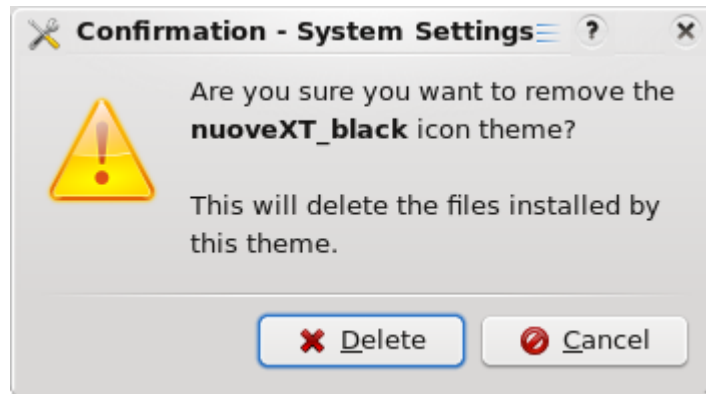 Confirmation - System Settings ?
Are you sure you want to remove the
nuoveXT_black icon theme?
This will delete the files installed by
this theme.
Delete Cancel